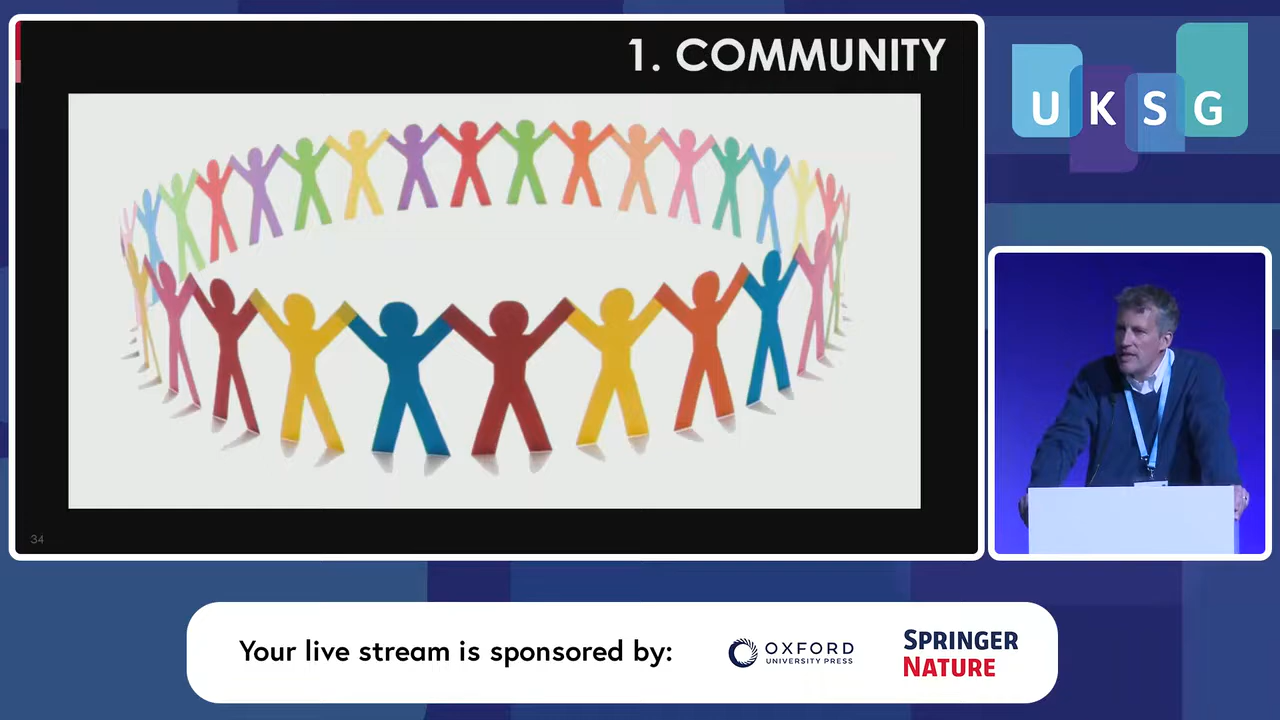 1. COMMUNITY
34
UKSG
Your live stream is sponsored by:
OXFORD
UNIVERSITY PRESS
SPRINGER
NATURE